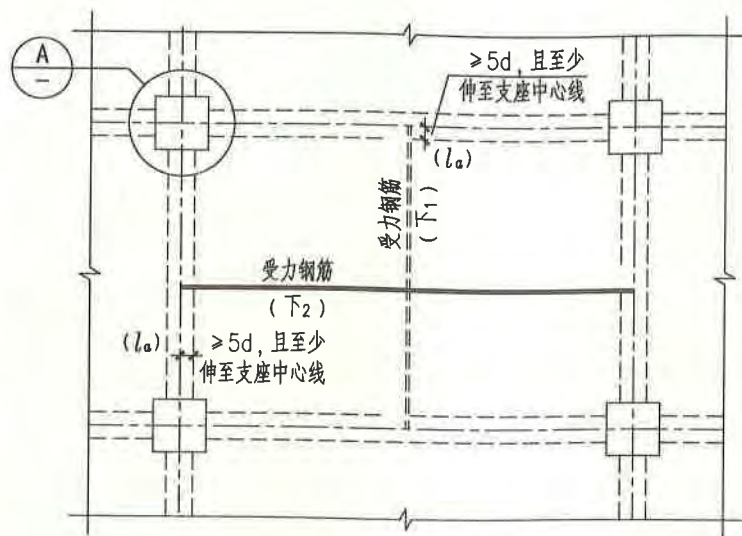 A
—
≥5d,且至少
伸至支座中心线
(la)
受力钢筋
(下1)
受力钢筋
(下2)
(la)
≥5d,且至少
伸至支座中心线